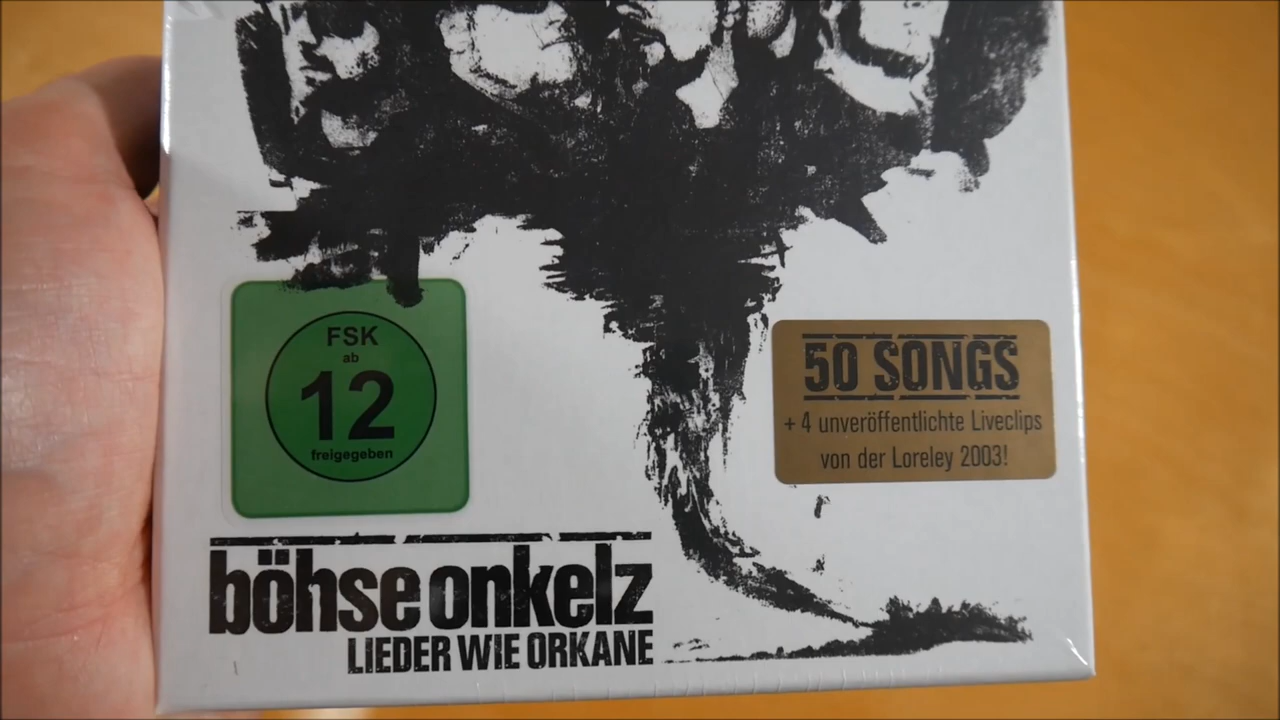 FSK
ab
12
freigegeben
50 SONGS
+ 4 unveröffentlichte Liveclips
von der Loreley 2003!
böhse onkelz
LIEDER WIE ORKANE